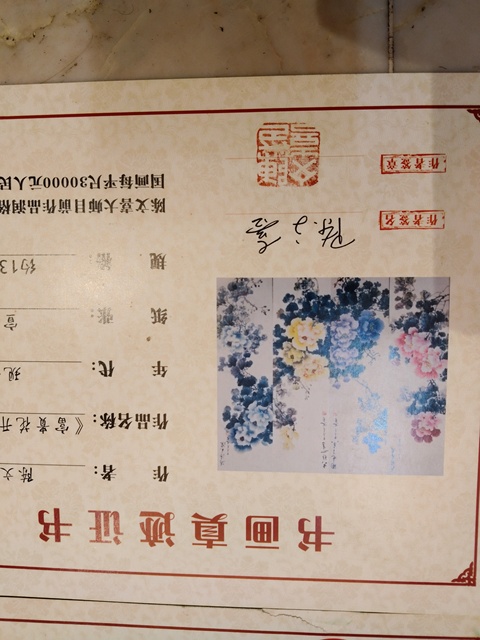 书画真迹证书
作者：陈文
作品名称：《富贵花开
年代：现
纸张：宣
规格：约13
陈文喜大师目前作品润格
国画每平尺30000元人民
作者签名
陈文喜
作者签章